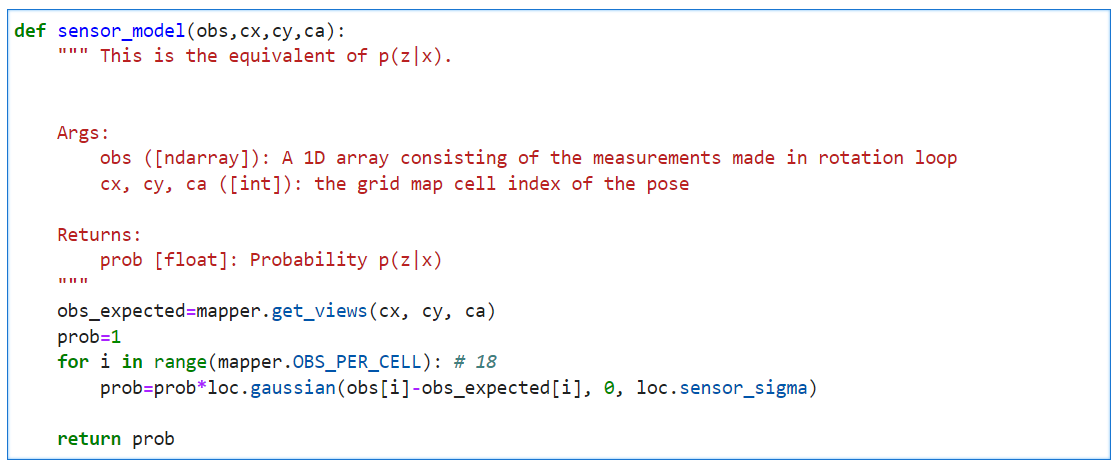 def sensor_model(obs,cx,cy,ca):
    """ This is the equivalent of p(z|x).
    Args:
        obs ([ndarray]): A 1D array consisting of the measurements made in rotation loop
        cx, cy, ca ([int]): the grid map cell index of the pose
    Returns:
        prob [float]: Probability p(z|x)
    """
    obs_expected=mapper.get_views(cx, cy, ca)
    prob=1
    for i in range(mapper.OBS_PER_CELL): # 18
        prob=prob*loc.gaussian(obs[i]-obs_expected[i], 0, loc.sensor_sigma)
    return prob